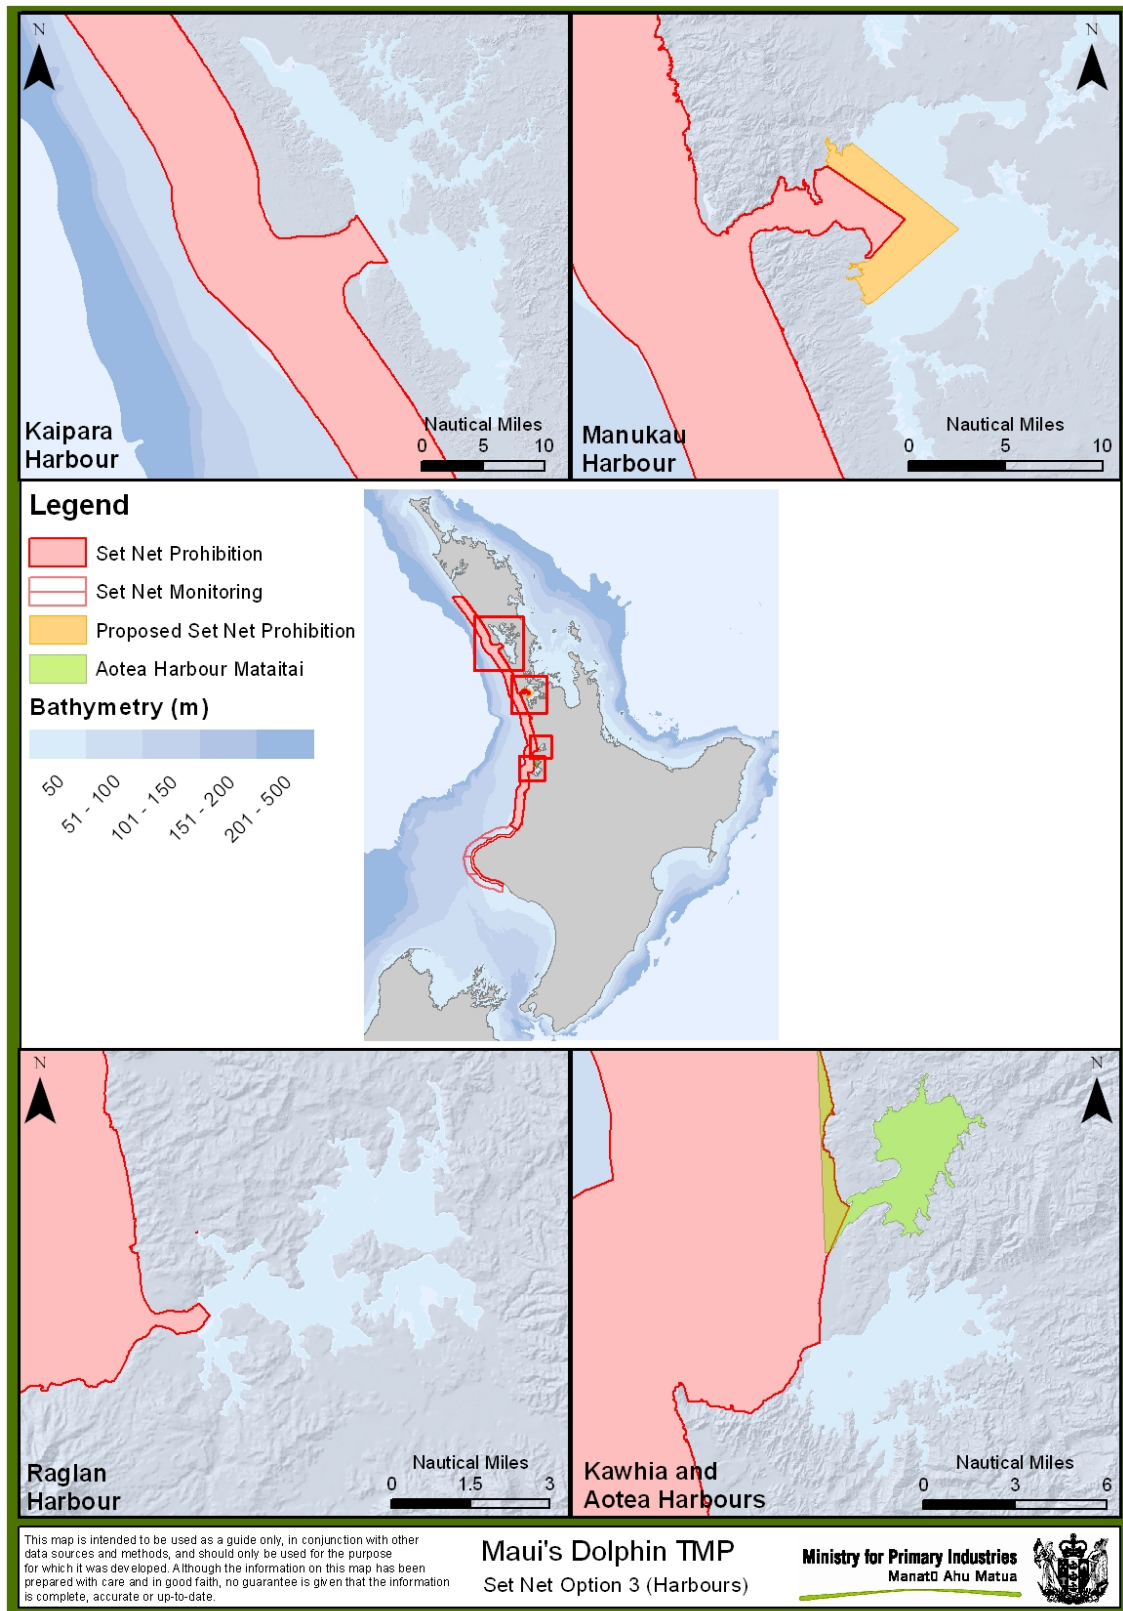 N
N
Kaipara
Harbour
Nautical Miles
0 5 10
Manukau
Harbour
Nautical Miles
0 5 10
Legend
Set Net Prohibition
Set Net Monitoring
Proposed Set Net Prohibition
Aotea Harbour Mataitai
Bathymetry (m)
50
51 - 100
101 - 150
151 - 200
201 - 500
N
N
Raglan
Harbour
Nautical Miles
0 1.5 3
Kawhia and
Aotea Harbours
Nautical Miles
0 3 6
This map is intended to be used as a guide only, in conjunction with other
data sources and methods, and should only be used for the purpose
for which it was developed. Although the information on this map has been
prepared with care and in good faith, no guarantee is given that the information
is complete, accurate or up-to-date.
Maui's Dolphin TMP
Set Net Option 3 (Harbours)
Ministry for Primary Industries
Manatū Ahu Matua